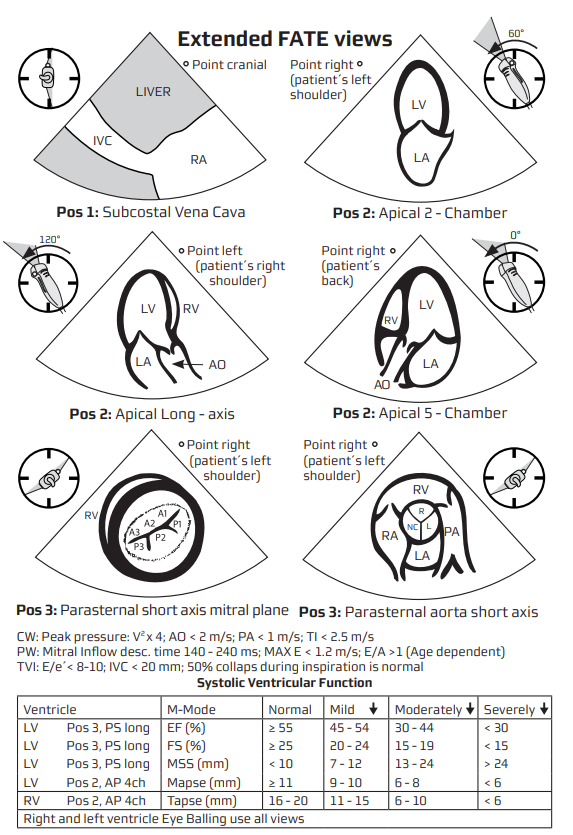 Extended FATE views
Point cranial
LIVER
IVC
RA
Pos 1: Subcostal Vena Cava
60°
Point right
(patient´s left
shoulder)
LV
LA
Pos 2: Apical 2 - Chamber
120°
Point left
(patient´s right
shoulder)
LV
RV
LA
AO
Pos 2: Apical Long - axis
0°
Point right
(patient´s
back)
LV
RV
LA
AO
Pos 2: Apical 5 - Chamber
Point right
(patient´s left
shoulder)
RV
A1
A2
P1
A3
P2
P3
Pos 3: Parasternal short axis mitral plane
Point right
(patient´s left
shoulder)
RV
R
NC L
RA
PA
LA
Pos 3: Parasternal aorta short axis
CW: Peak pressure: V²x 4; AO < 2 m/s; PA < 1 m/s; TI < 2.5 m/s
PW: Mitral Inflow desc. time 140 - 240 ms; MAX E < 1.2 m/s; E/A >1 (Age dependent)
TVI: E/e´< 8-10; IVC < 20 mm; 50% collaps during inspiration is normal
Systolic Ventricular Function
Ventricle M-Mode Normal Mild ↓ Moderately ↓ Severely ↓
LV Pos 3, PS long EF (%) ≥ 55 45 - 54 30 - 44 < 30
LV Pos 3, PS long FS (%) ≥ 25 20 - 24 15 - 19 < 15
LV Pos 3, PS long MSS (mm) < 10 7 - 12 13 - 24 > 24
LV Pos 2, AP 4ch Mapse (mm) ≥ 11 9 - 10 6 - 8 < 6
RV Pos 2, AP 4ch Tapse (mm) 16 - 20 11 - 15 6 - 10 < 6
Right and left ventricle Eye Balling use all views